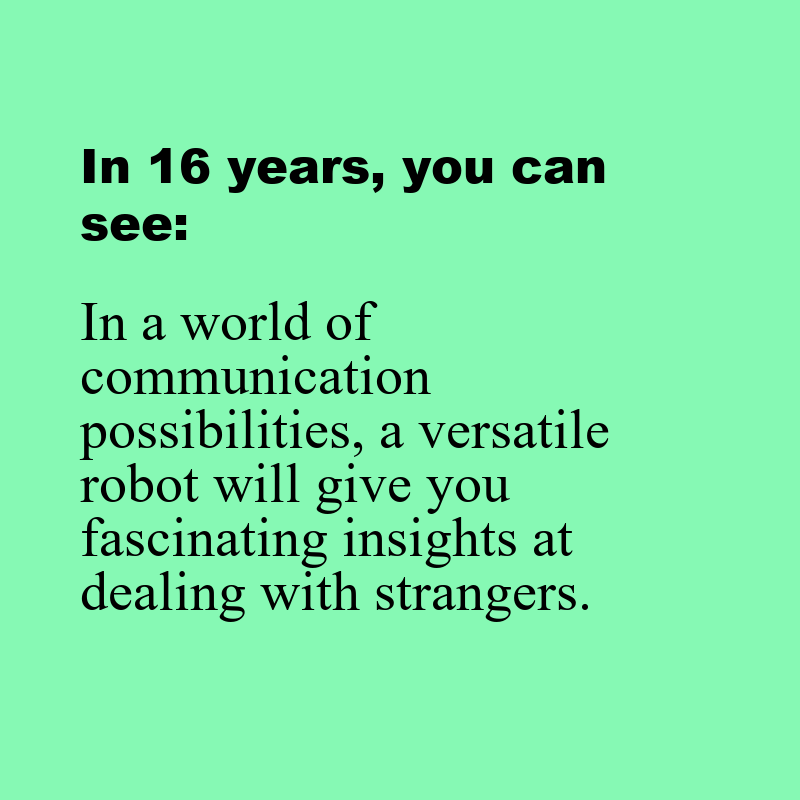 In 16 years, you can
see:
In a world of
communication
possibilities, a versatile
robot will give you
fascinating insights at
dealing with strangers.